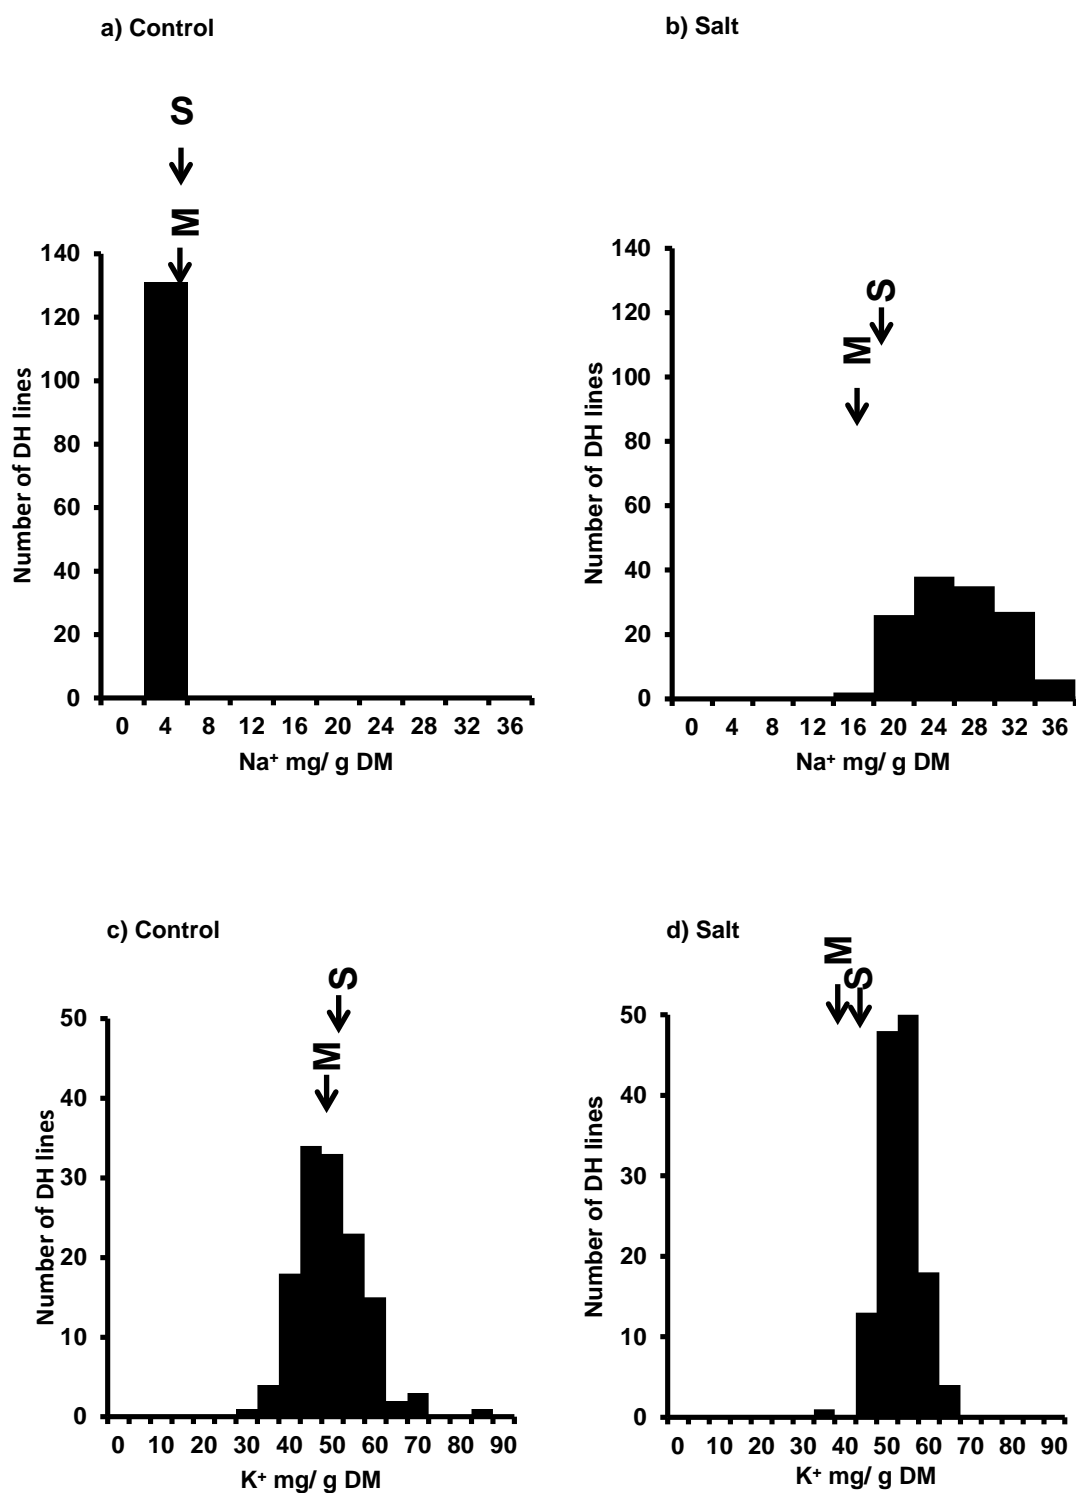 a) Control
S
M
140
120
100
80
60
40
20
0
Number of DH lines
0 4 8 12 16 20 24 28 32 36
Na⁺ mg/ g DM
b) Salt
S
M
140
120
100
80
60
40
20
0
Number of DH lines
0 4 8 12 14 16 20 24 28 32 36
Na⁺ mg/ g DM
c) Control
S
M
50
40
30
20
10
0
Number of DH lines
0 10 20 30 40 50 60 70 80 90
K⁺ mg/ g DM
d) Salt
M
S
50
40
30
20
10
0
Number of DH lines
0 10 20 30 40 50 60 70 80 90
K⁺ mg/ g DM